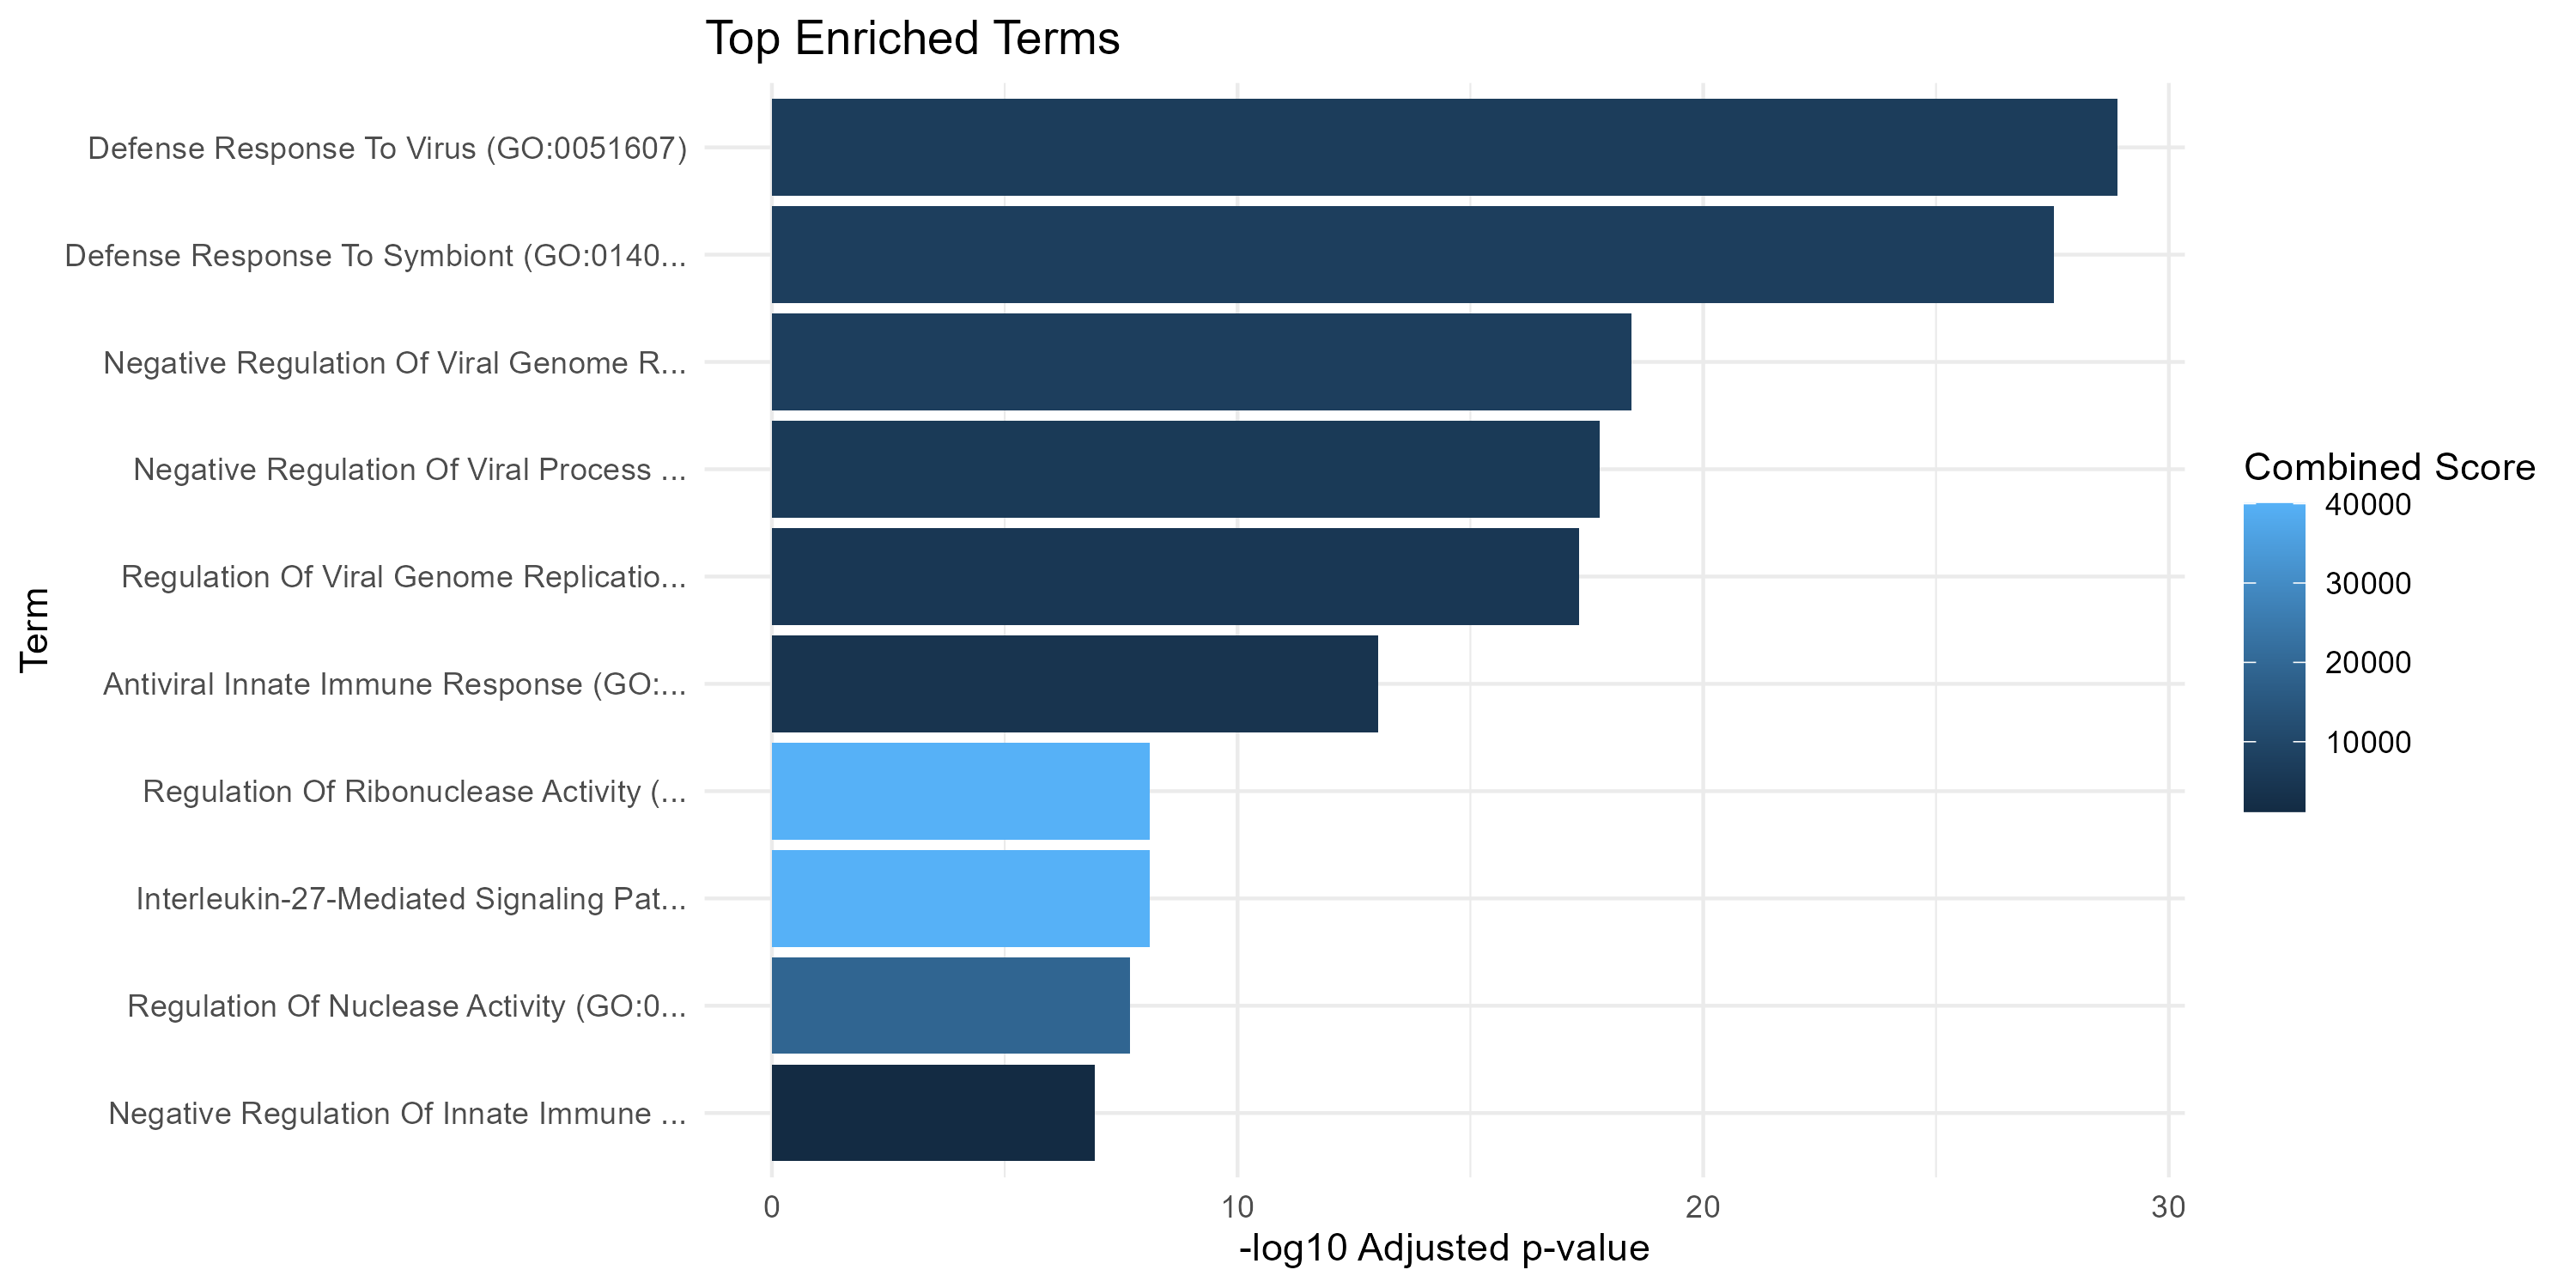 Top Enriched Terms
Defense Response To Virus (GO:0051607)
Defense Response To Symbiont (GO:0140...
Negative Regulation Of Viral Genome R...
Negative Regulation Of Viral Process ...
Regulation Of Viral Genome Replicatio...
Antiviral Innate Immune Response (GO:...
Regulation Of Ribonuclease Activity (...
Interleukin-27-Mediated Signaling Pat...
Regulation Of Nuclease Activity (GO:0...
Negative Regulation Of Innate Immune ...
Term
0 10 20 30
-log10 Adjusted p-value
Combined Score
40000
30000
20000
10000